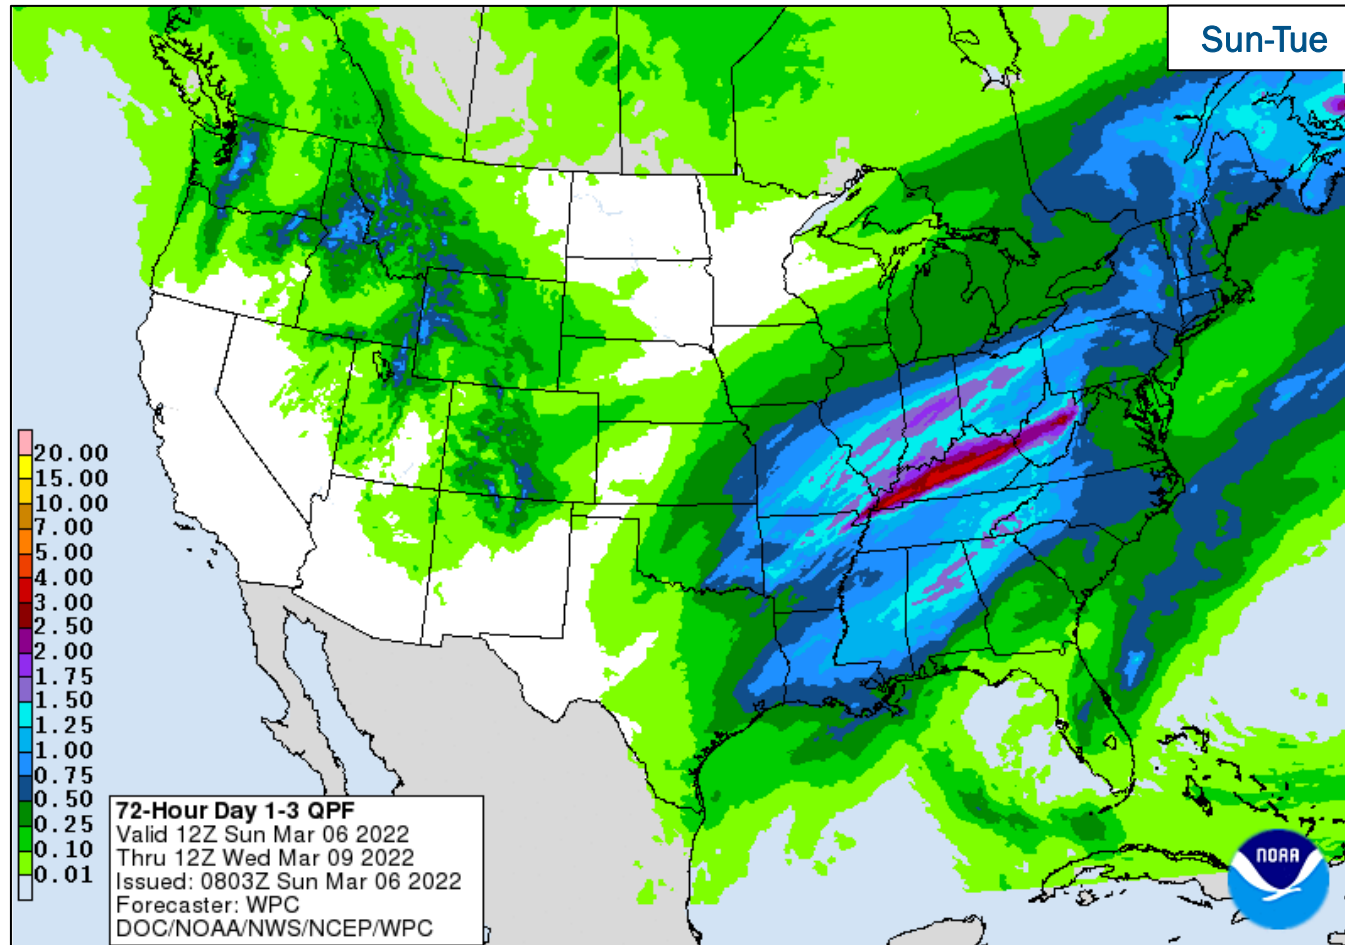 Sun-Tue
20.00
15.00
10.00
7.00
5.00
4.00
3.00
2.50
2.00
1.75
1.50
1.25
1.00
0.75
0.50
0.25
0.10
0.01
72-Hour Day 1-3 QPF
Valid 12Z Sun Mar 06 2022
Thru 12Z Wed Mar 09 2022
Issued: 0803Z Sun Mar 06 2022
Forecaster: WPC
DOC/NOAA/NWS/NCEP/WPC
NOAA